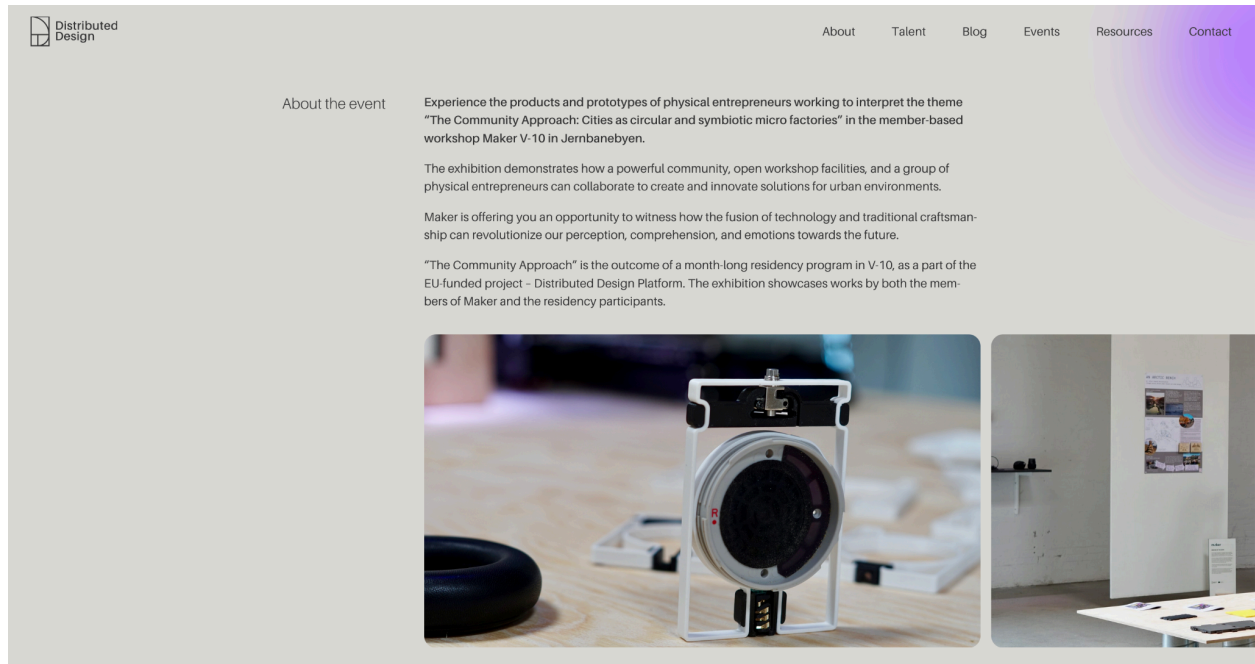 Distributed
Design
About
Talent
Blog
Events
Resources
Contact
About the event
Experience the products and prototypes of physical entrepreneurs working to interpret the theme
“The Community Approach: Cities as circular and symbiotic micro factories” in the member-based
workshop Maker V-10 in Jernbanebyen.
The exhibition demonstrates how a powerful community, open workshop facilities, and a group of
physical entrepreneurs can collaborate to create and innovate solutions for urban environments.
Maker is offering you an opportunity to witness how the fusion of technology and traditional craftsman-
ship can revolutionize our perception, comprehension, and emotions towards the future.
“The Community Approach” is the outcome of a month-long residency program in V-10, as a part of the
EU-funded project – Distributed Design Platform. The exhibition showcases works by both the mem-
bers of Maker and the residency participants.
R